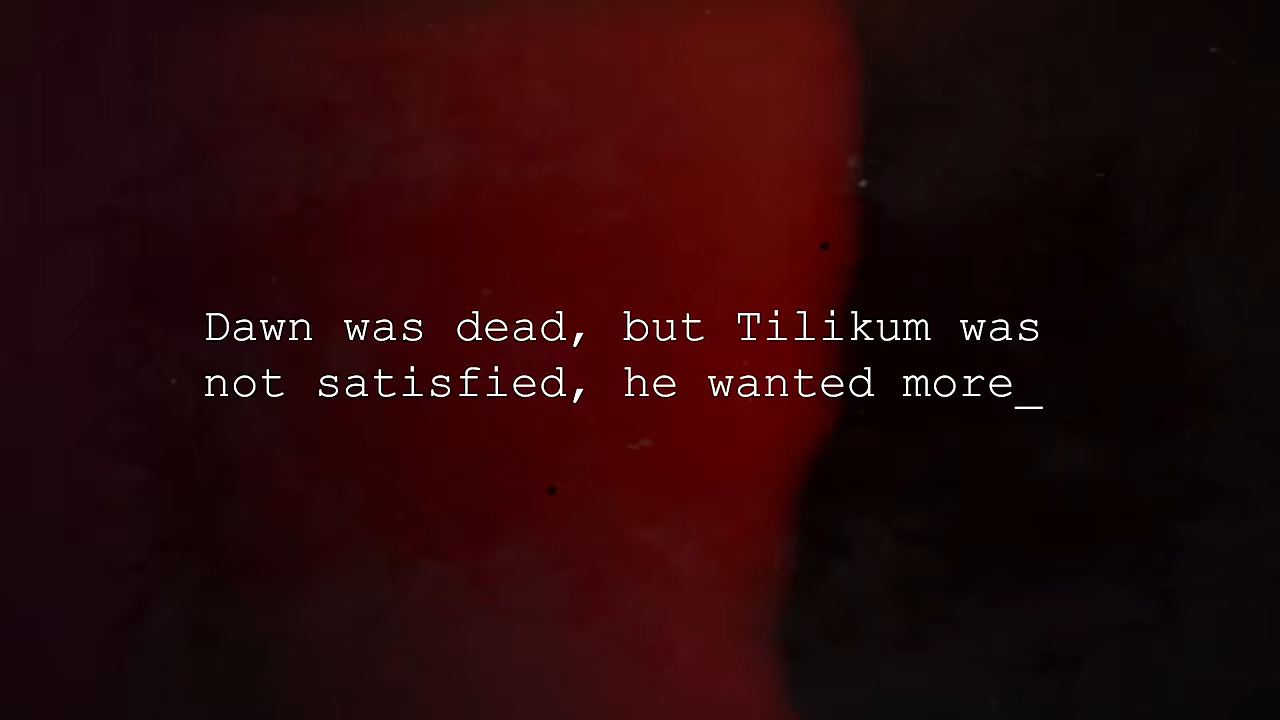 Dawn was dead, but Tilikum was
not satisfied, he wanted more_